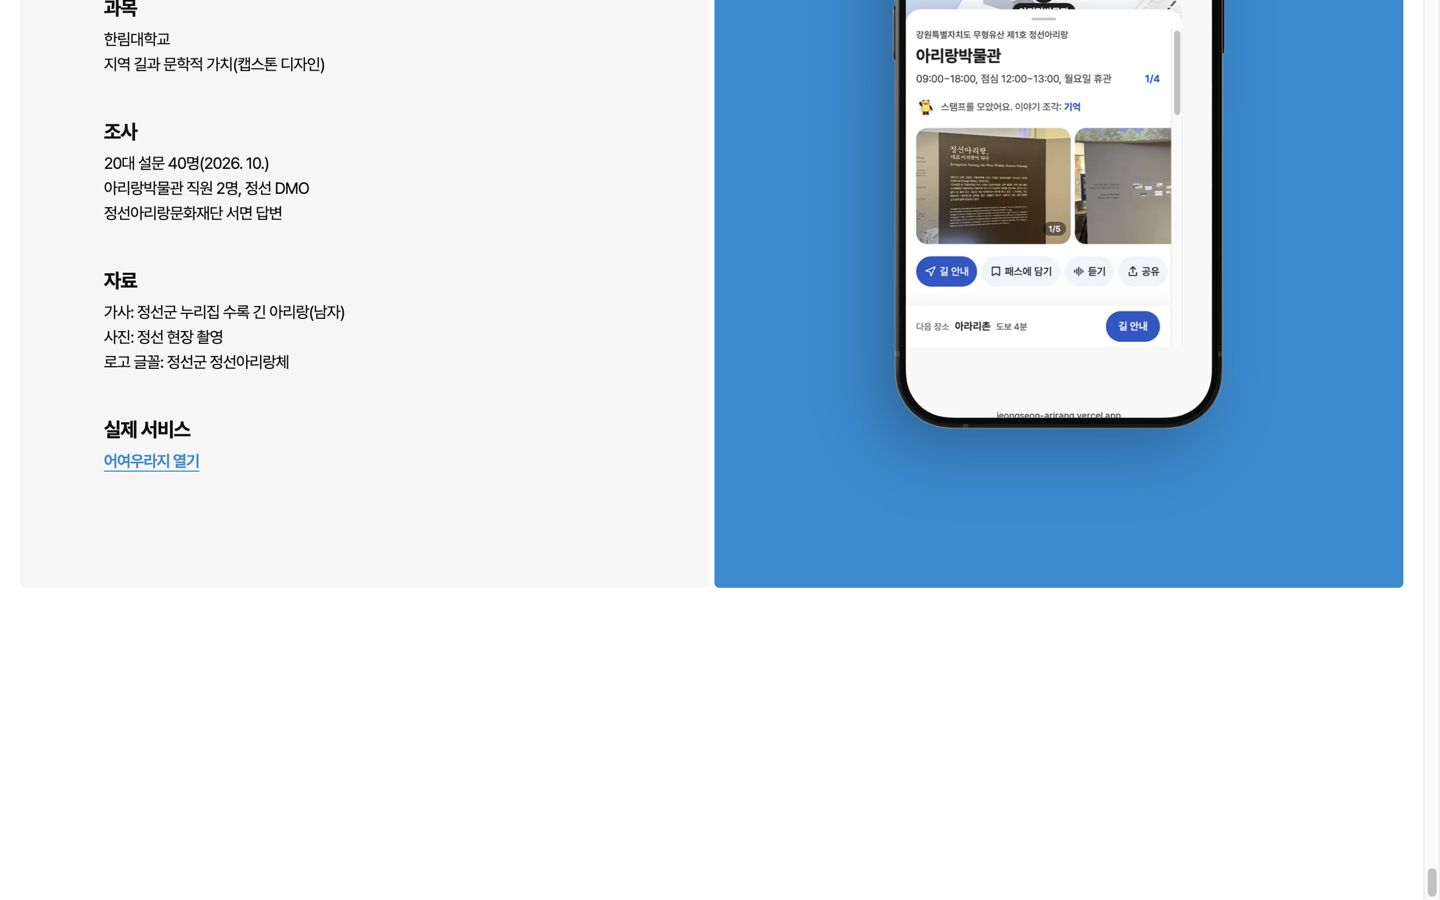 과목
한림대학교
지역 길과 문학적 가치(캡스톤 디자인)
조사
20대 설문 40명(2026. 10.)
아리랑박물관 직원 2명, 정선 DMO
정선아리랑문화재단 서면 답변
자료
가사: 정선군 누리집 수록 긴 아리랑(남자)
사진: 정선 현장 촬영
로고 글꼴: 정선군 정선아리랑체
실제 서비스
어여우라지 열기
강원특별자치도 무형유산 제1호 정선아리랑
아리랑박물관
09:00~18:00, 점심 12:00~13:00, 월요일 휴관
1/4
스탬프를 모았어요. 이야기 조각: 기억
정선아리랑,
1/5
길 안내
패스에 담기
듣기
공유
다음 장소 아라리촌 도보 4분
길 안내
jeongseon-arirang.vercel.app